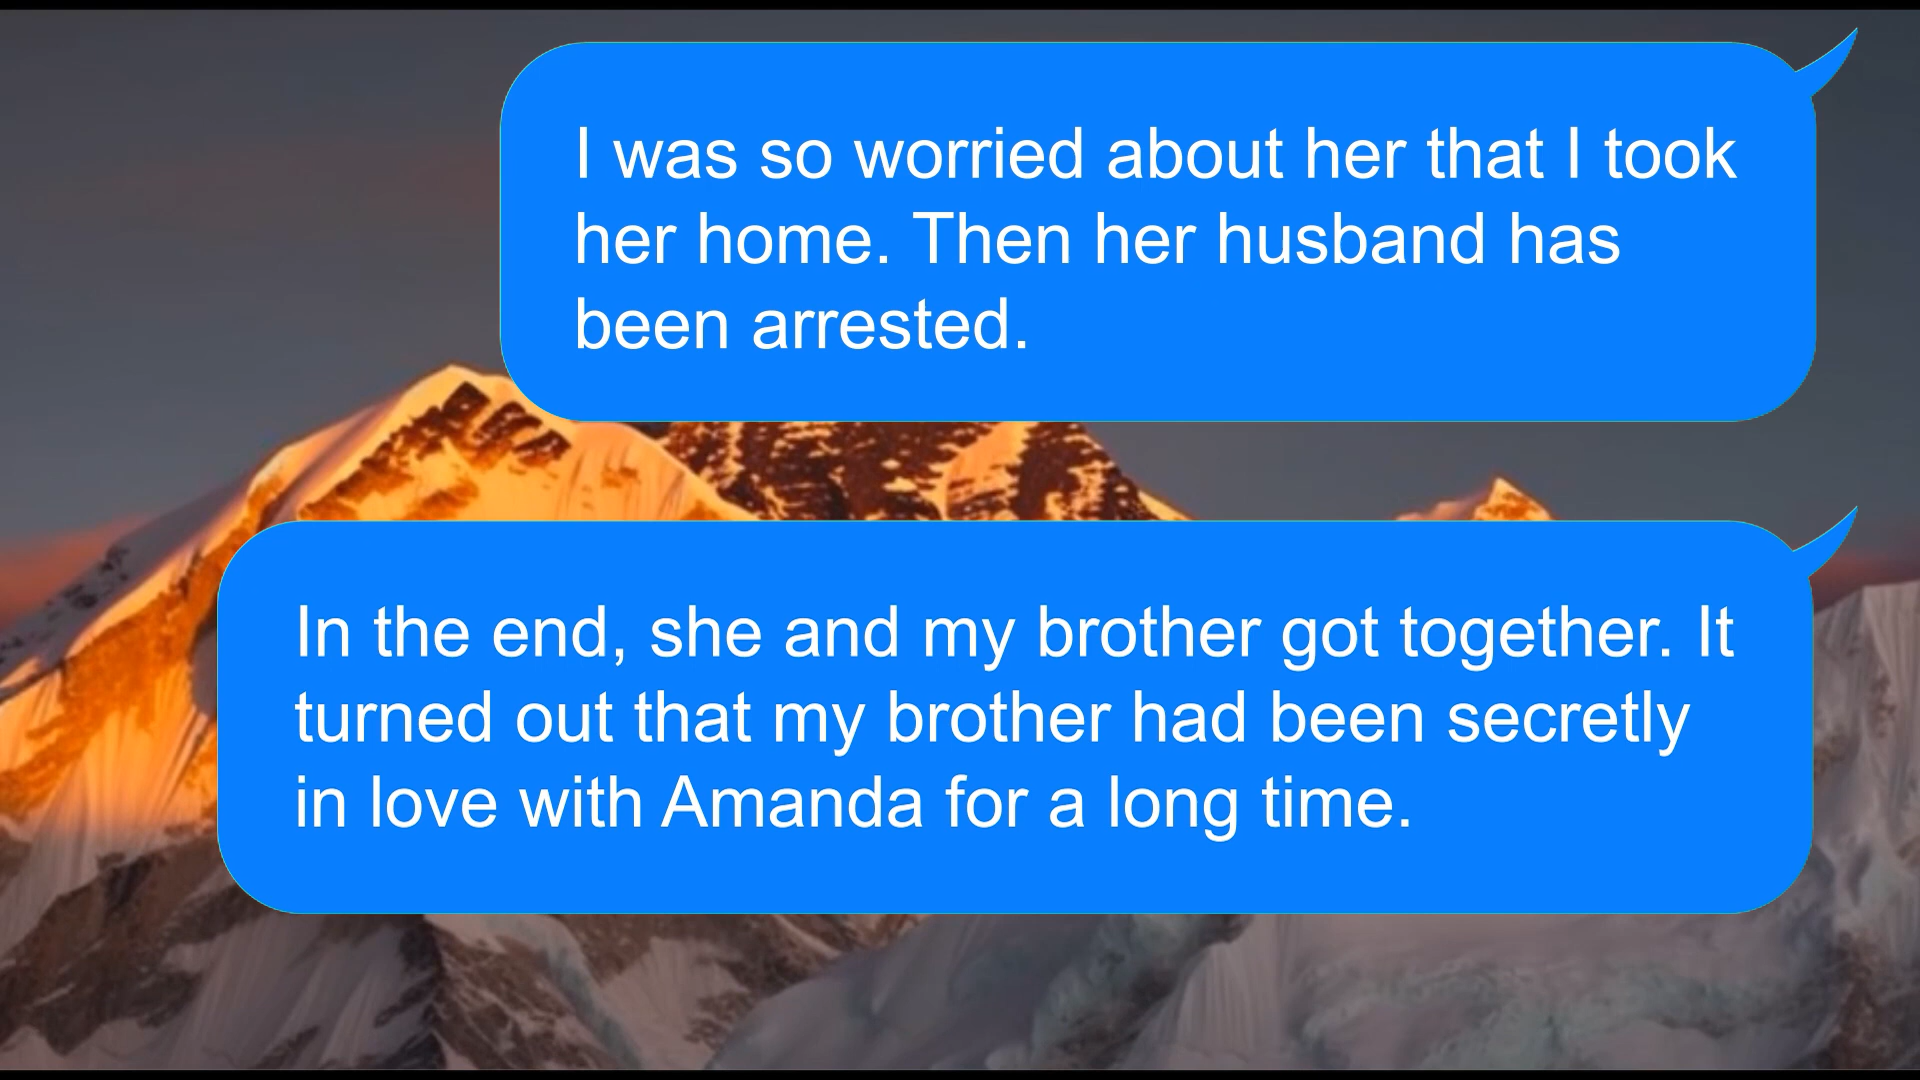 I was so worried about her that I took
her home. Then her husband has
been arrested.
In the end, she and my brother got together. It
turned out that my brother had been secretly
in love with Amanda for a long time.